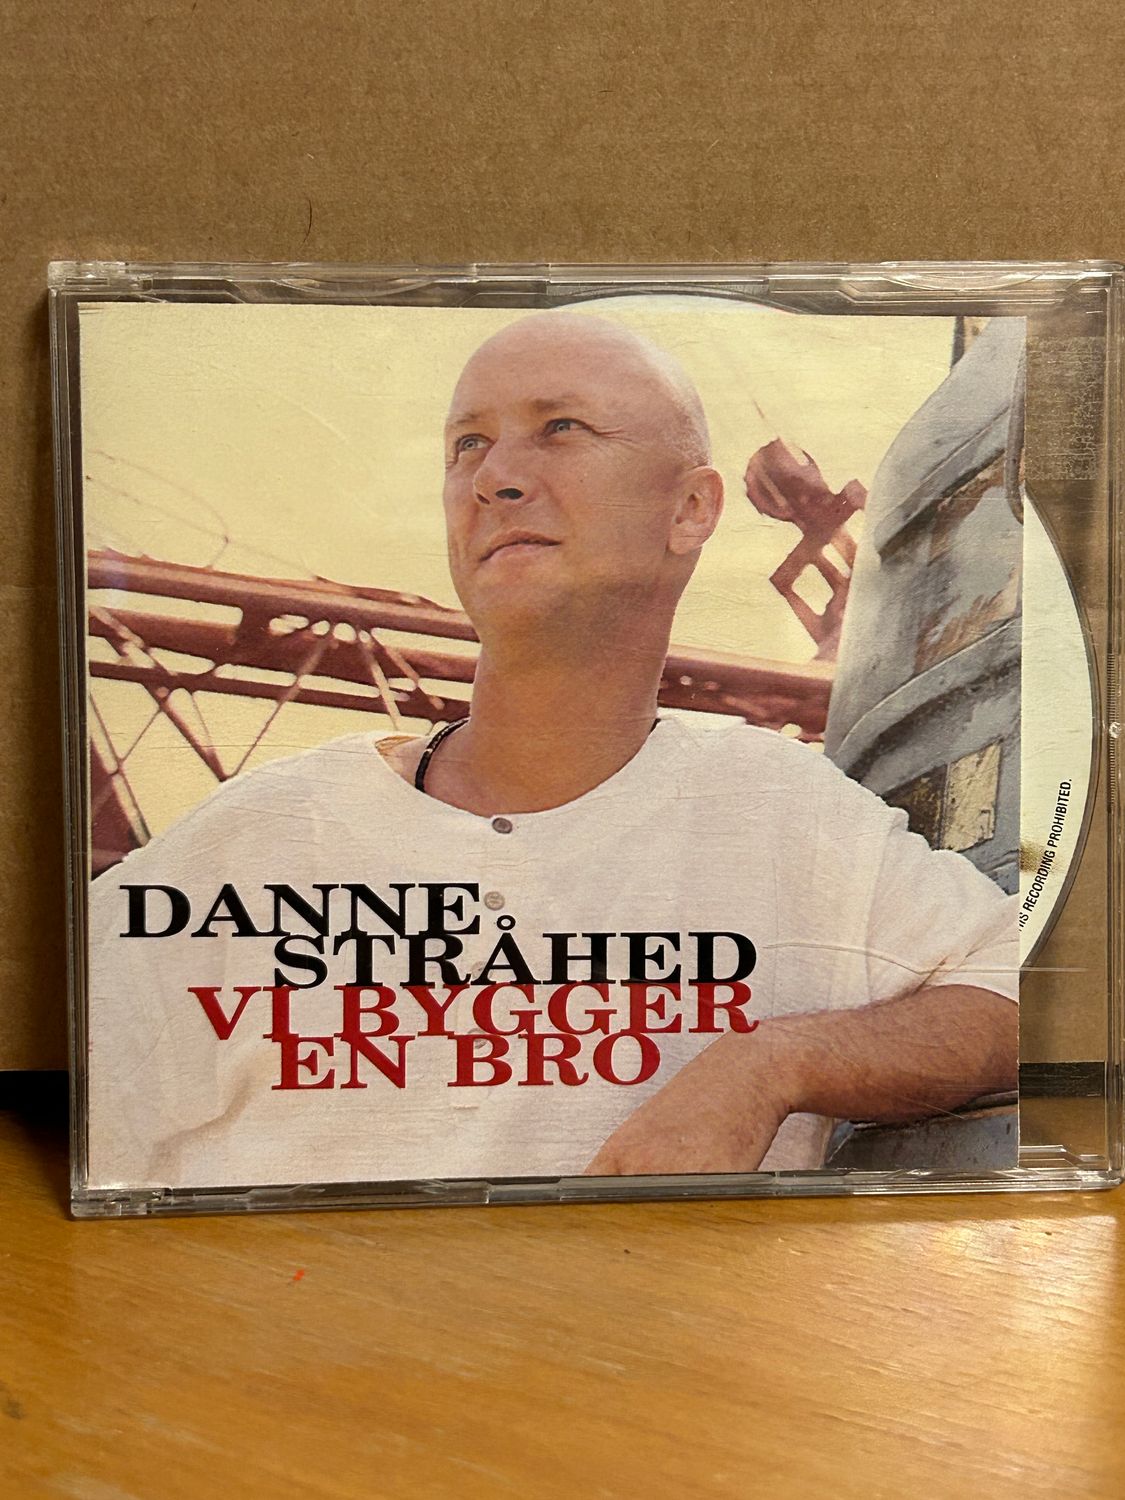 DANNE
STRÅHED
VI BYGGER
EN BRO
RECORDING PROHIBITED.